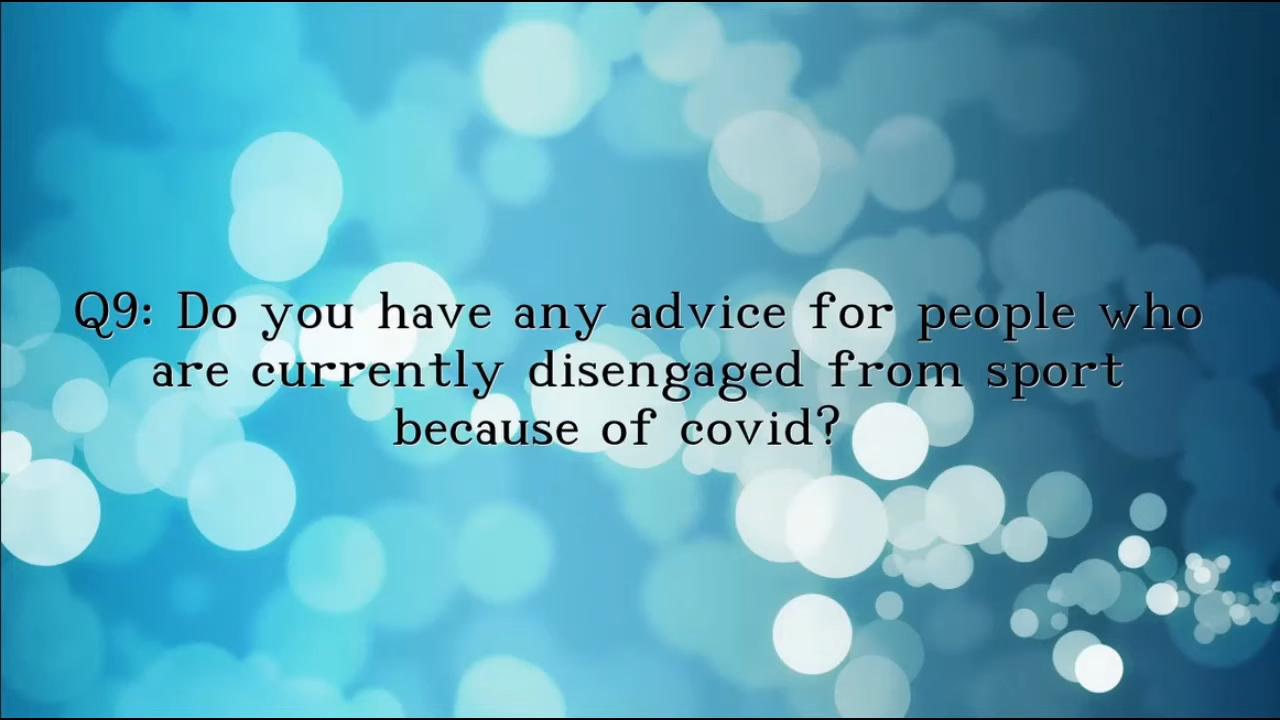 Q9: Do you have any advice for people who
are currently disengaged from sport
because of covid?